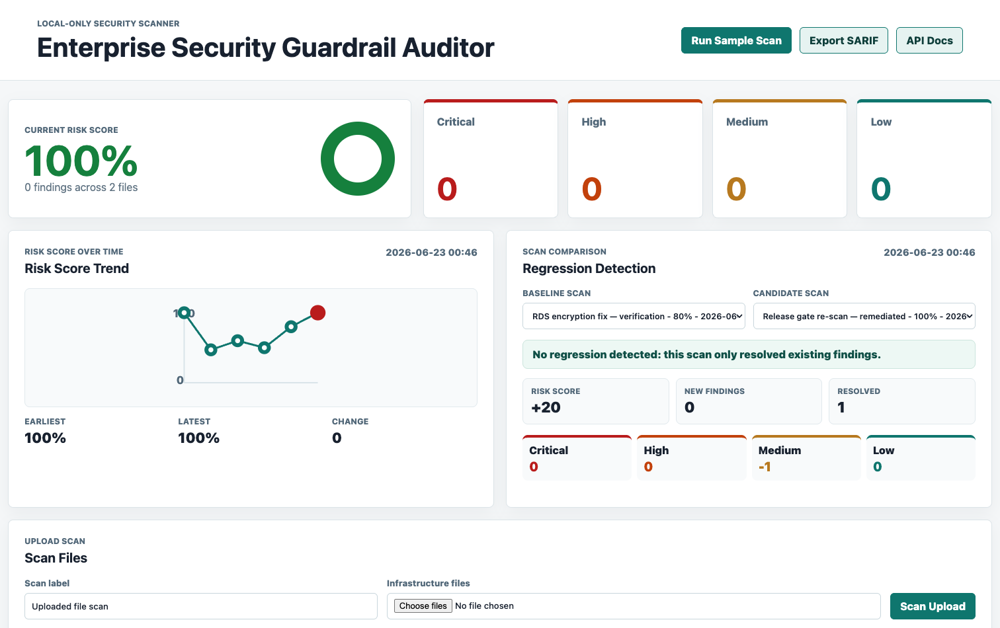 LOCAL-ONLY SECURITY SCANNER
Enterprise Security Guardrail Auditor
Run Sample Scan
Export SARIF
API Docs
CURRENT RISK SCORE
100%
0 findings across 2 files
Critical
0
High
0
Medium
0
Low
0
RISK SCORE OVER TIME
Risk Score Trend
2026-06-23 00:46
0
EARLIEST
100%
LATEST
100%
CHANGE
0
SCAN COMPARISON
Regression Detection
2026-06-23 00:46
BASELINE SCAN
RDS encryption fix — verification - 80% - 2026-06
CANDIDATE SCAN
Release gate re-scan — remediated - 100% - 2026
No regression detected: this scan only resolved existing findings.
RISK SCORE
+20
NEW FINDINGS
0
RESOLVED
1
Critical
0
High
0
Medium
-1
Low
0
UPLOAD SCAN
Scan Files
Scan label
Uploaded file scan
Infrastructure files
Choose files No file chosen
Scan Upload